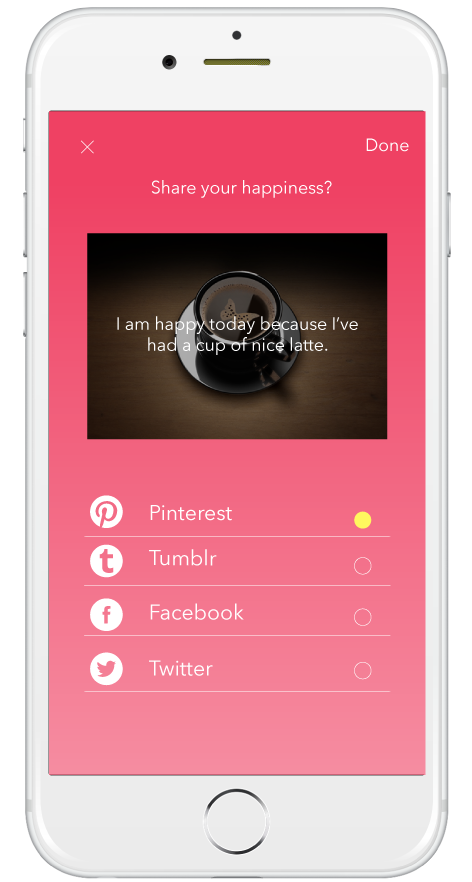 Done
Share your happiness?
I am happy today because I’ve
had a cup of nice latte.
Pinterest
Tumblr
Facebook
Twitter